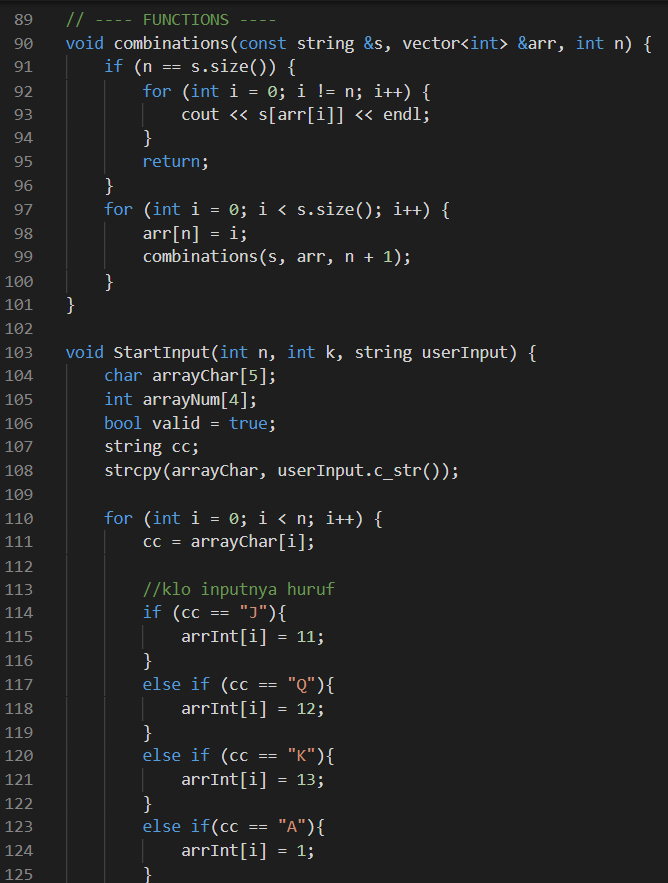 89 // ---- FUNCTIONS ----
90 void combinations(const string &s, vector<int> &arr, int n) {
91     if (n == s.size()) {
92         for (int i = 0; i != n; i++) {
93             cout << s[arr[i]] << endl;
94         }
95         return;
96     }
97     for (int i = 0; i < s.size(); i++) {
98         arr[n] = i;
99         combinations(s, arr, n + 1);
100     }
101 }
102
103 void StartInput(int n, int k, string userInput) {
104     char arrayChar[5];
105     int arrayNum[4];
106     bool valid = true;
107     string cc;
108     strcpy(arrayChar, userInput.c_str());
109
110     for (int i = 0; i < n; i++) {
111         cc = arrayChar[i];
112
113         //klo inputnya huruf
114         if (cc == "J"){
115             arrInt[i] = 11;
116         }
117         else if (cc == "Q"){
118             arrInt[i] = 12;
119         }
120         else if (cc == "K"){
121             arrInt[i] = 13;
122         }
123         else if(cc == "A"){
124             arrInt[i] = 1;
125         }